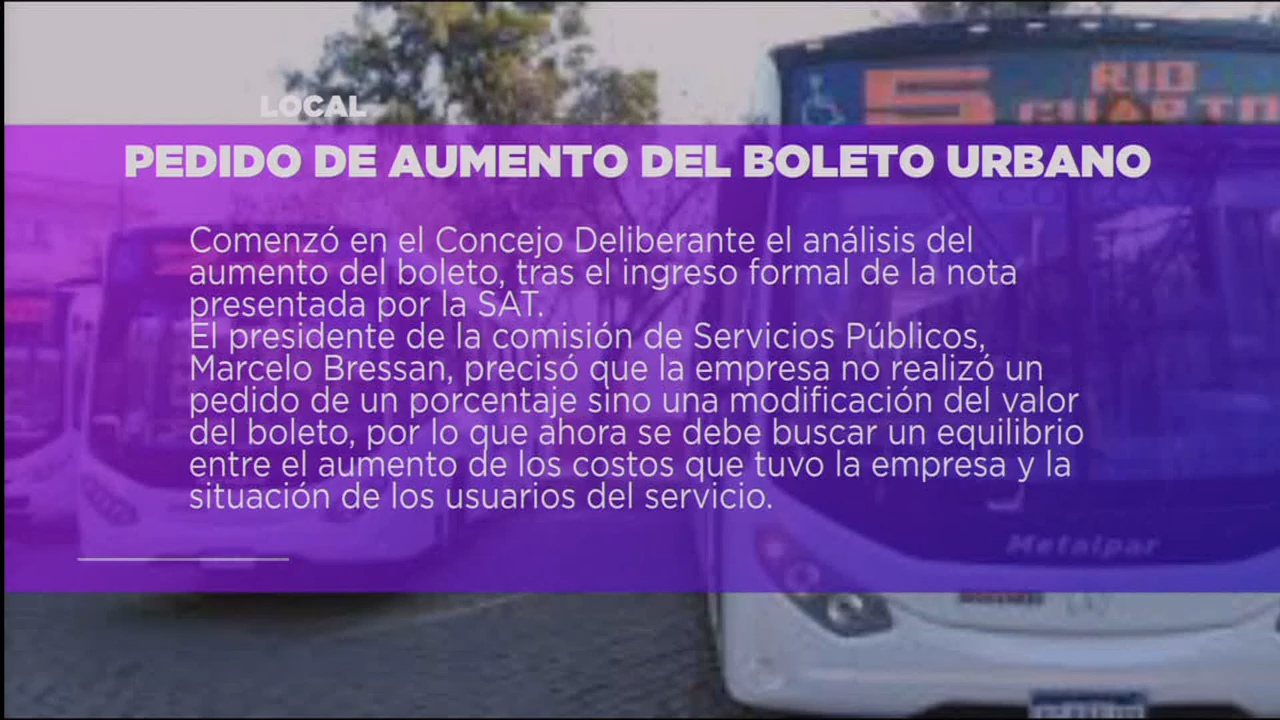 LOCAL
5 RIO
CUARTO
PEDIDO DE AUMENTO DEL BOLETO URBANO
Comenzó en el Concejo Deliberante el análisis del
aumento del boleto, tras el ingreso formal de la nota
presentada por la SAT.
El presidente de la comisión de Servicios Públicos,
Marcelo Bressan, precisó que la empresa no realizó un
pedido de un porcentaje sino una modificación del valor
del boleto, por lo que ahora se debe buscar un equilibrio
entre el aumento de los costos que tuvo la empresa y la
situación de los usuarios del servicio.
Metalpar